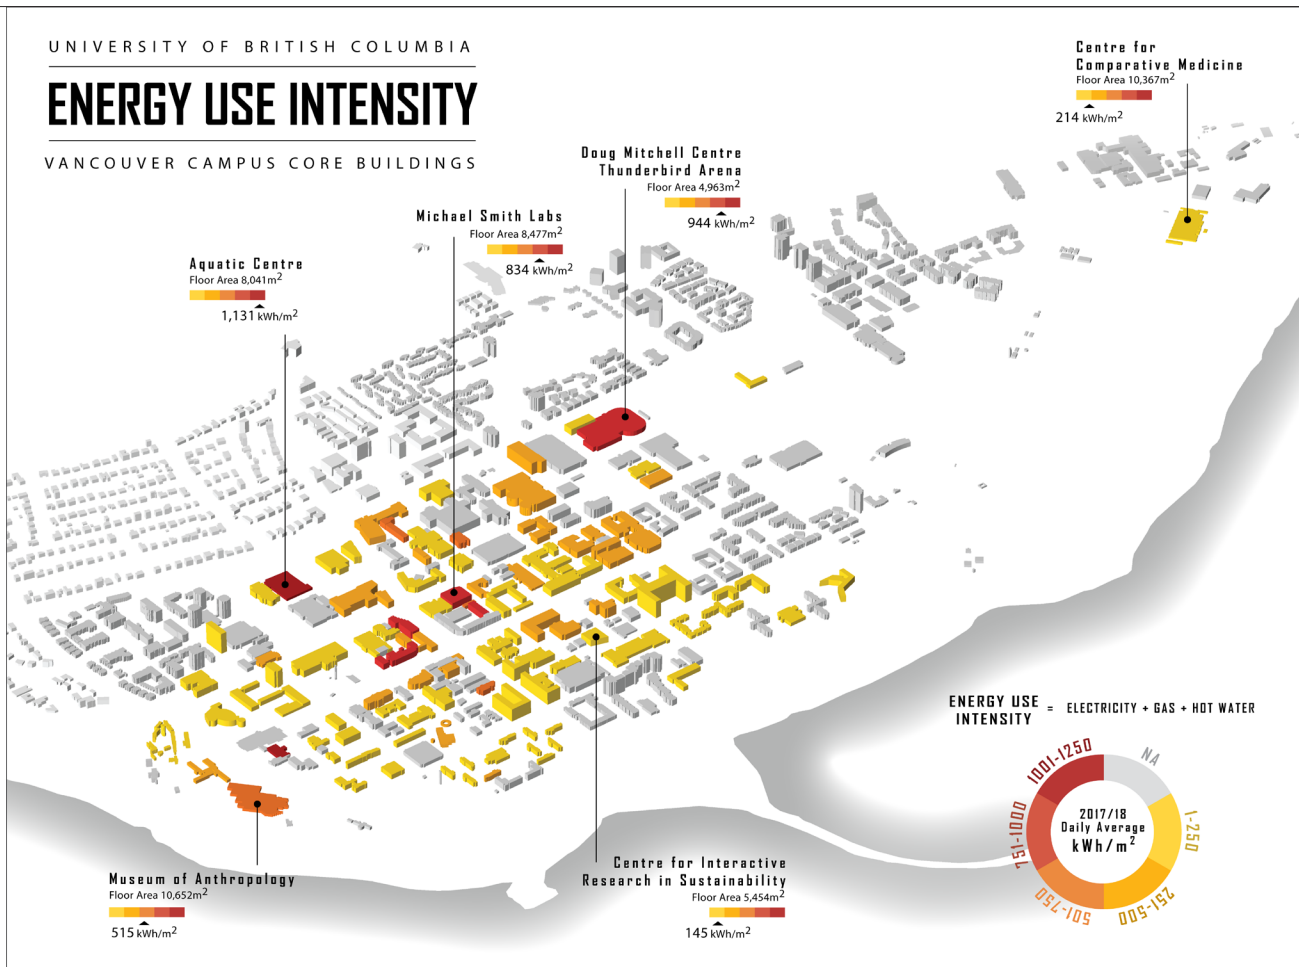 UNIVERSITY OF BRITISH COLUMBIA
ENERGY USE INTENSITY
VANCOUVER CAMPUS CORE BUILDINGS
Centre for
Comparative Medicine
Floor Area 10,367m2
214 kWh/m2
Doug Mitchell Centre
Thunderbird Arena
Floor Area 4,963m2
944 kWh/m2
Michael Smith Labs
Floor Area 8,477m2
834 kWh/m2
Aquatic Centre
Floor Area 8,041m2
1,131 kWh/m2
ENERGY USE
INTENSITY
= ELECTRICITY + GAS + HOT WATER
1001-1250
NA
751-1000
1-250
501-750
251-500
2017/18
Daily Average
kWh/m2
Museum of Anthropology
Floor Area 10,652m2
515 kWh/m2
Centre for Interactive
Research in Sustainability
Floor Area 5,454m2
145 kWh/m2